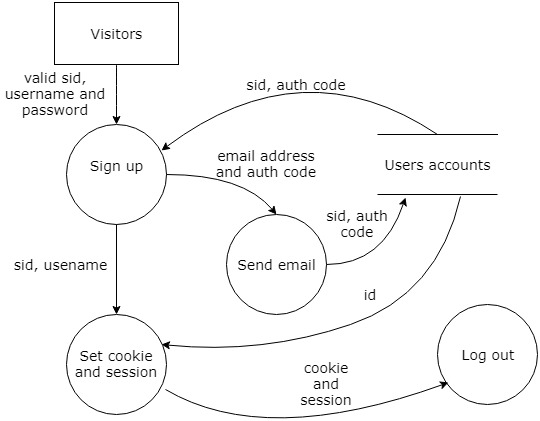 Visitors
valid sid,
username and
password
sid, auth code
Sign up
email address
and auth code
Users accounts
sid, auth
code
sid, usename
Send email
id
Set cookie
and session
Log out
cookie
and
session